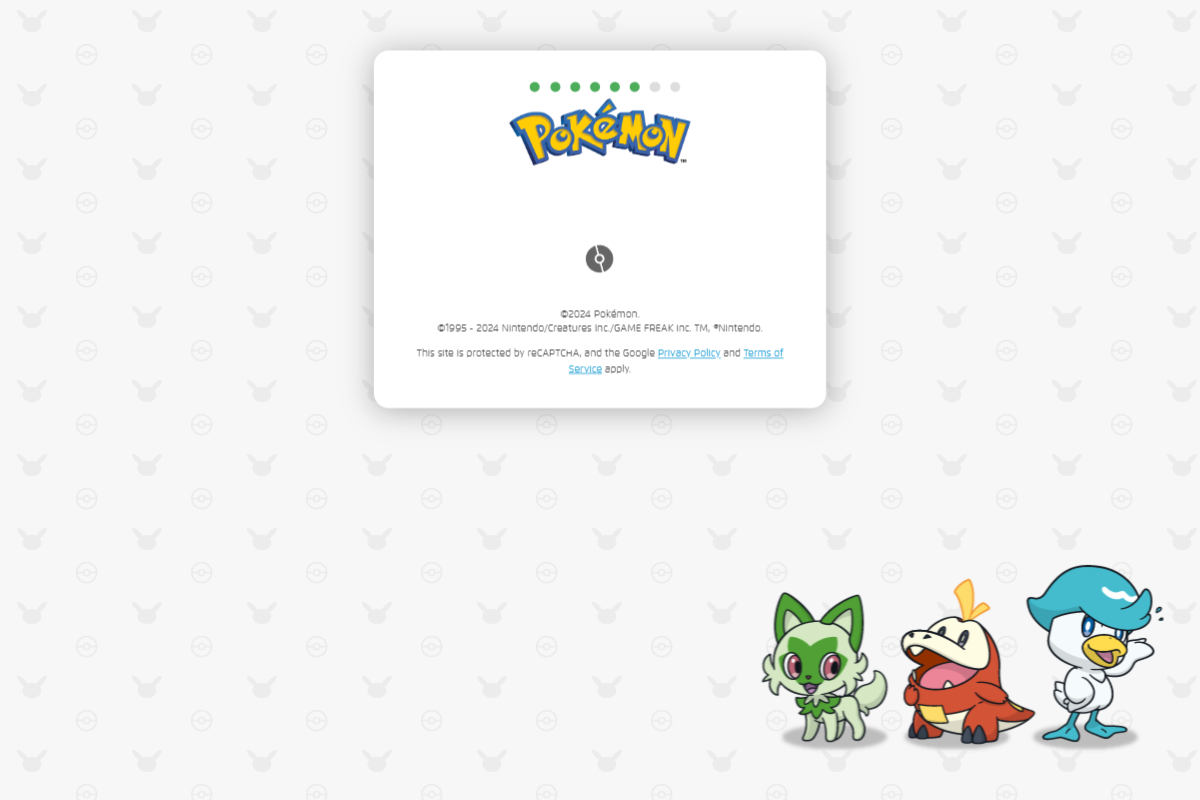 POKéMON™
©2024 Pokémon.
©1995 - 2024 Nintendo/Creatures Inc./GAME FREAK inc. TM, ®Nintendo.
This site is protected by reCAPTCHA, and the Google Privacy Policy and Terms of
Service apply.